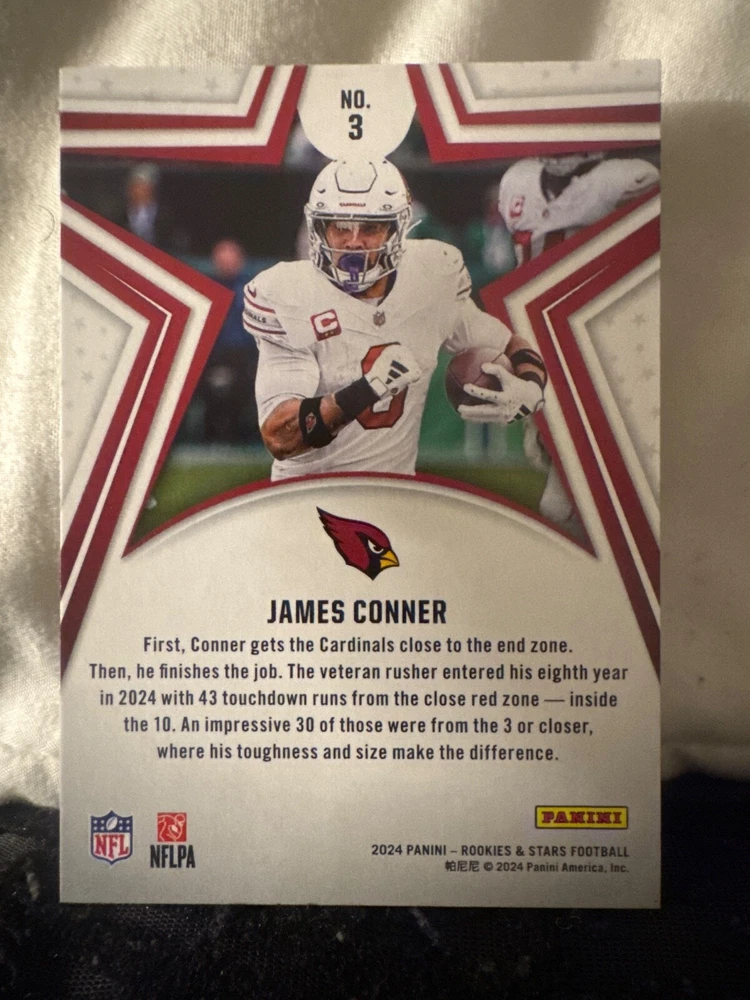 NO.
3
CARDINALS
C
JAMES CONNER
First, Conner gets the Cardinals close to the end zone.
Then, he finishes the job. The veteran rusher entered his eighth year
in 2024 with 43 touchdown runs from the close red zone — inside
the 10. An impressive 30 of those were from the 3 or closer,
where his toughness and size make the difference.
NFL
NFLPA
PANINI
2024 PANINI – ROOKIES & STARS FOOTBALL
帕尼尼 © 2024 Panini America, Inc.